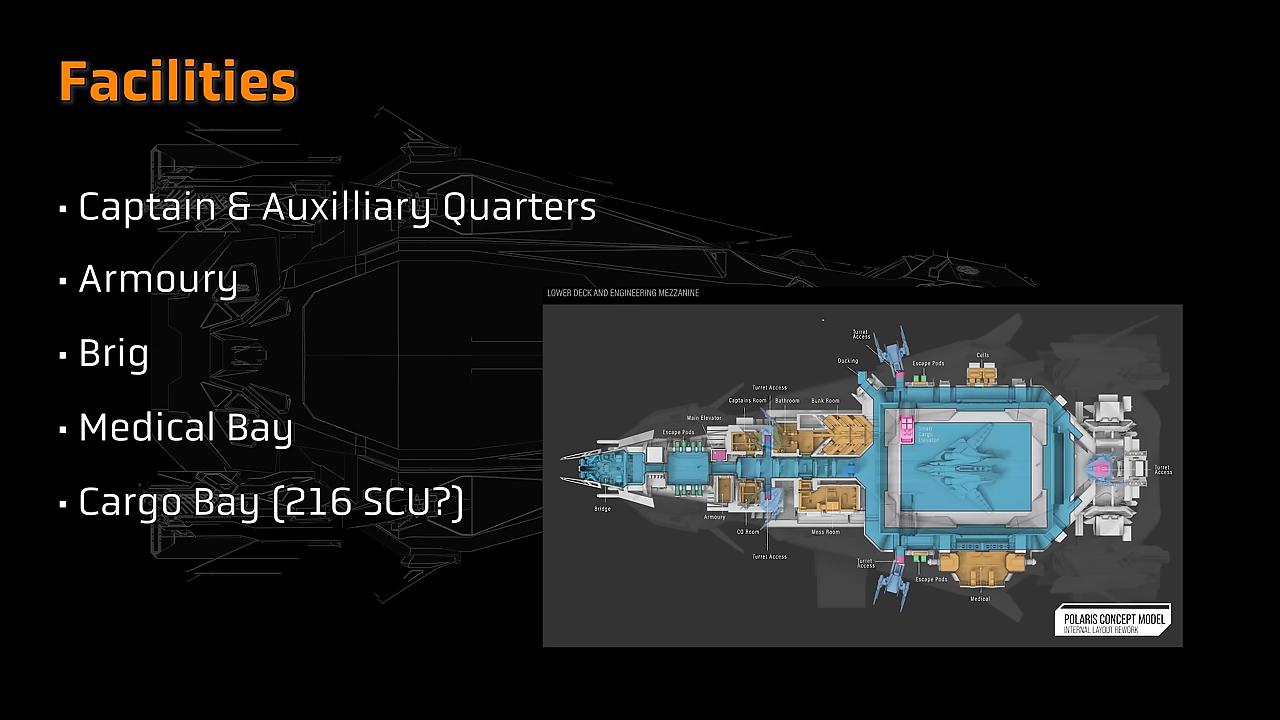 Facilities
▪ Captain & Auxilliary Quarters
▪ Armoury
▪ Brig
▪ Medical Bay
▪ Cargo Bay (216 SCU?)
LOWER DECK AND ENGINEERING MEZZANINE
Turret
Access
Docking
Escape Pods
Cells
Turret Access
Captains Room
Bathroom
Bunk Room
Main Elevator
Escape Pods
Small
Cargo
Elevator
Turret
Access
Bridge
Armoury
CO Room
Mess Room
Turret Access
Turret
Access
Escape Pods
Medical
POLARIS CONCEPT MODEL
INTERNAL LAYOUT REWORK